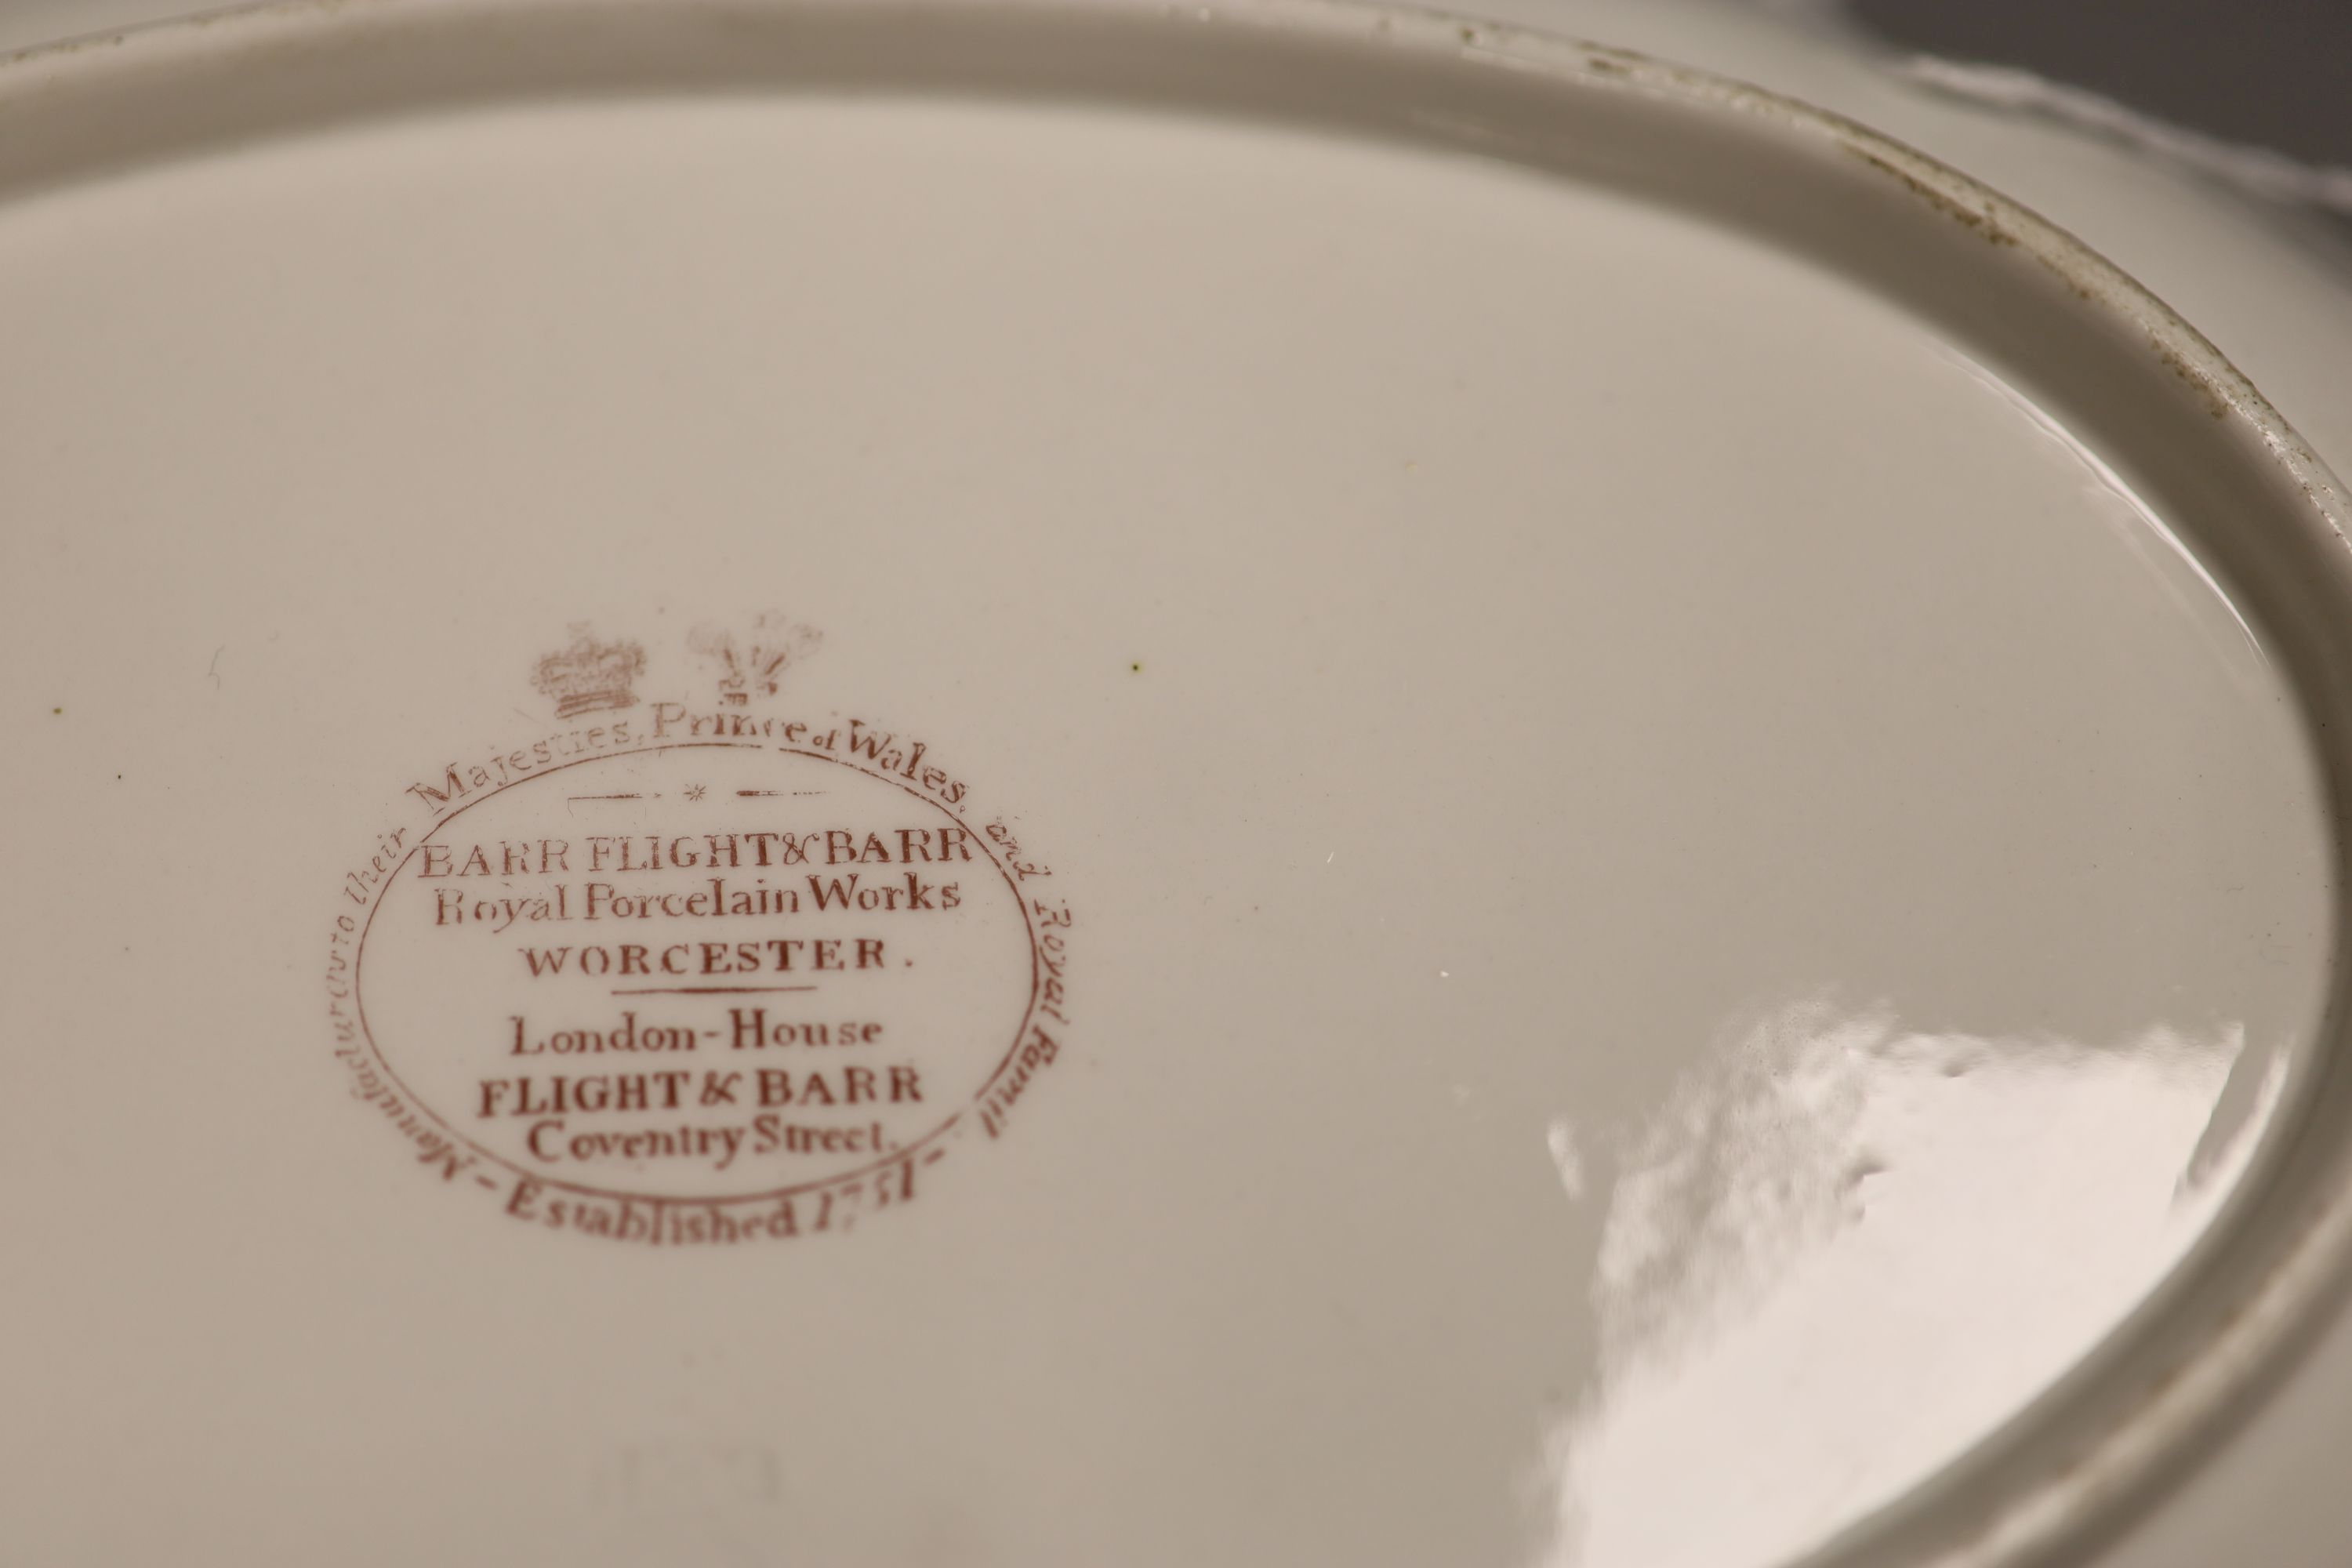 Manufacturers to their Majesties, Prince of Wales, and Royal Famil
BARR FLIGHT & BARR
Royal Porcelain Works
WORCESTER.
London-House
FLIGHT & BARR
Coventry Street.
- Established 1751 -